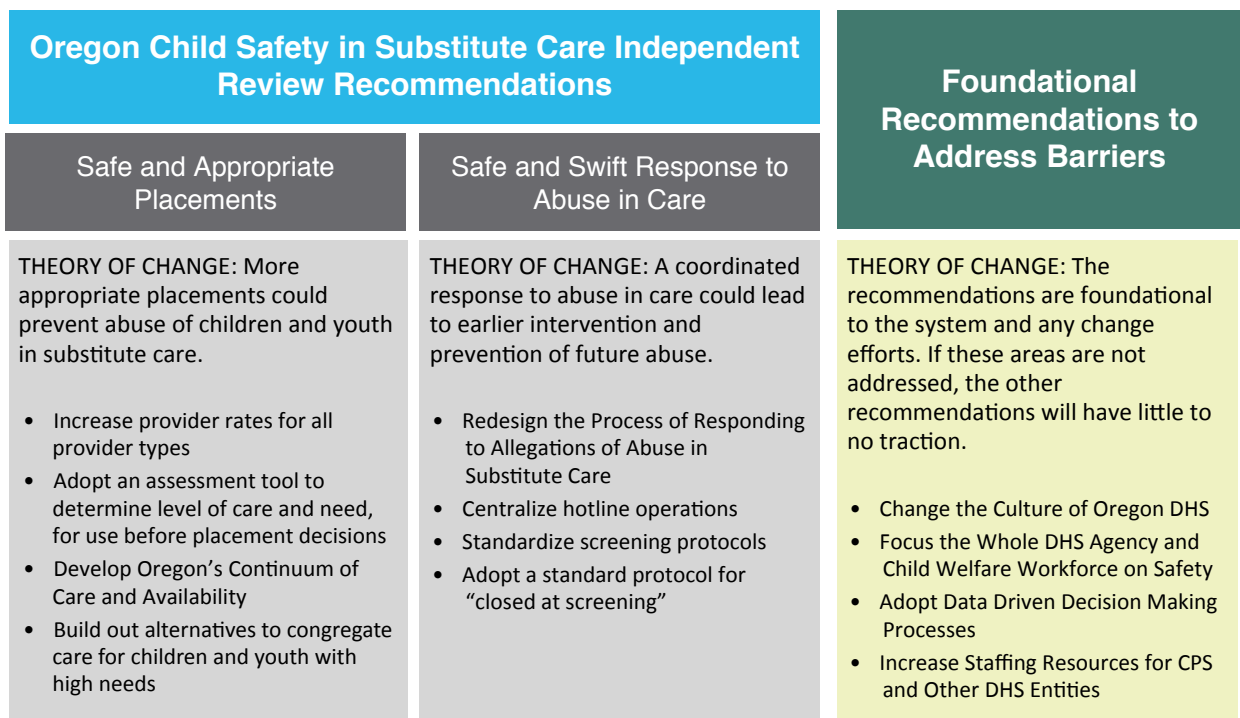 Oregon Child Safety in Substitute Care Independent
Review Recommendations
Safe and Appropriate
Placements
THEORY OF CHANGE: More
appropriate placements could
prevent abuse of children and youth
in substitute care.
• Increase provider rates for all
provider types
• Adopt an assessment tool to
determine level of care and need,
for use before placement decisions
• Develop Oregon's Continuum of
Care and Availability
• Build out alternatives to congregate
care for children and youth with
high needs
Safe and Swift Response to
Abuse in Care
THEORY OF CHANGE: A coordinated
response to abuse in care could lead
to earlier intervention and
prevention of future abuse.
• Redesign the Process of Responding
to Allegations of Abuse in
Substitute Care
• Centralize hotline operations
• Standardize screening protocols
• Adopt a standard protocol for
“closed at screening”
Foundational
Recommendations to
Address Barriers
THEORY OF CHANGE: The
recommendations are foundational
to the system and any change
efforts. If these areas are not
addressed, the other
recommendations will have little to
no traction.
• Change the Culture of Oregon DHS
• Focus the Whole DHS Agency and
Child Welfare Workforce on Safety
• Adopt Data Driven Decision Making
Processes
• Increase Staffing Resources for CPS
and Other DHS Entities